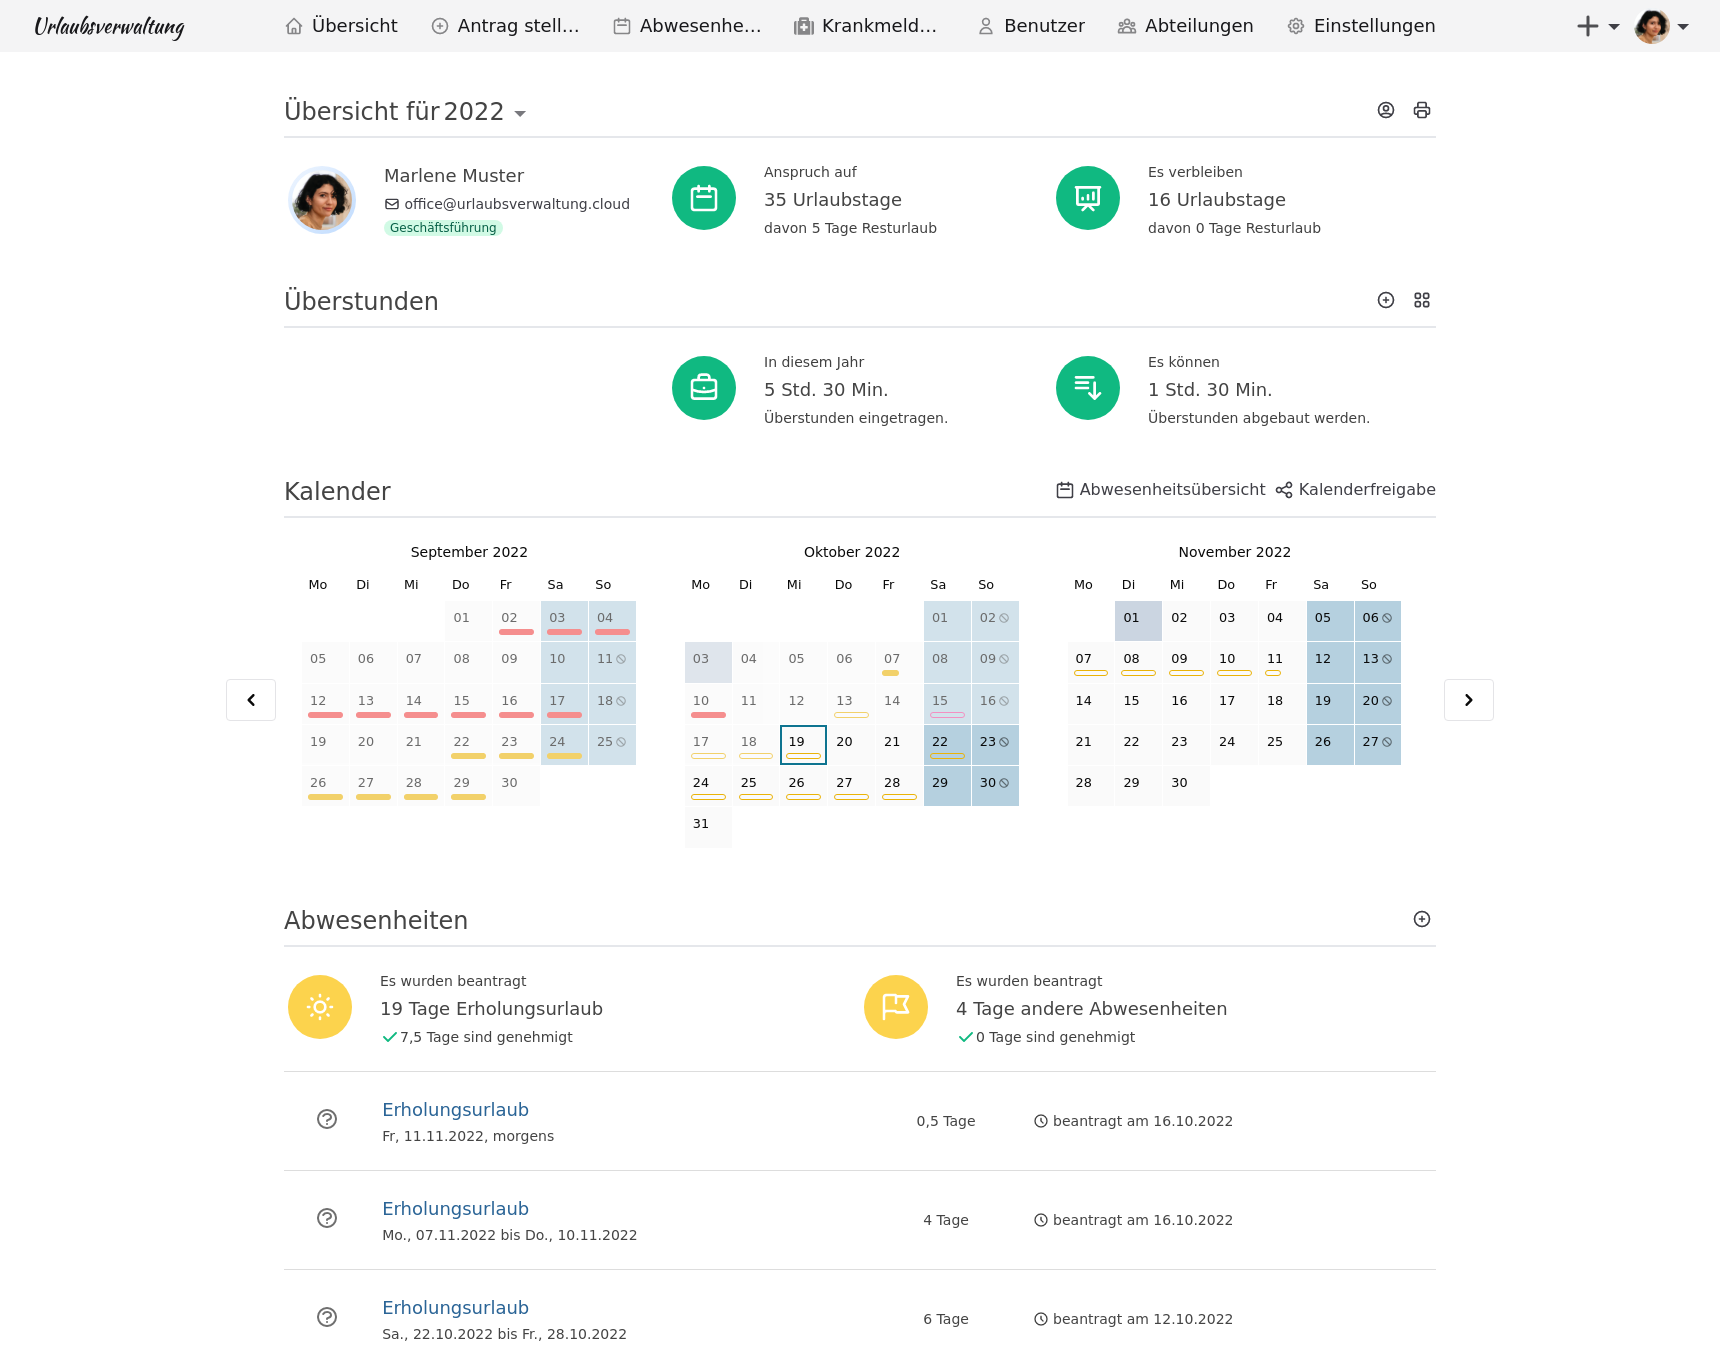 Urlaubsverwaltung
Übersicht Antrag stell... Abwesenhe... Krankmeld... Benutzer Abteilungen Einstellungen
Übersicht für 2022
Marlene Muster
office@urlaubsverwaltung.cloud
Geschäftsführung
Anspruch auf
35 Urlaubstage
davon 5 Tage Resturlaub
Es verbleiben
16 Urlaubstage
davon 0 Tage Resturlaub
Überstunden
In diesem Jahr
5 Std. 30 Min.
Überstunden eingetragen.
Es können
1 Std. 30 Min.
Überstunden abgebaut werden.
Kalender
Abwesenheitsübersicht Kalenderfreigabe
September 2022
Mo Di Mi Do Fr Sa So
01 02 03 04
05 06 07 08 09 10 11
12 13 14 15 16 17 18
19 20 21 22 23 24 25
26 27 28 29 30
Oktober 2022
Mo Di Mi Do Fr Sa So
01 02
03 04 05 06 07 08 09
10 11 12 13 14 15 16
17 18 19 20 21 22 23
24 25 26 27 28 29 30
31
November 2022
Mo Di Mi Do Fr Sa So
01 02 03 04 05 06
07 08 09 10 11 12 13
14 15 16 17 18 19 20
21 22 23 24 25 26 27
28 29 30
Abwesenheiten
Es wurden beantragt
19 Tage Erholungsurlaub
7,5 Tage sind genehmigt
Es wurden beantragt
4 Tage andere Abwesenheiten
0 Tage sind genehmigt
Erholungsurlaub
Fr, 11.11.2022, morgens
0,5 Tage
beantragt am 16.10.2022
Erholungsurlaub
Mo., 07.11.2022 bis Do., 10.11.2022
4 Tage
beantragt am 16.10.2022
Erholungsurlaub
Sa., 22.10.2022 bis Fr., 28.10.2022
6 Tage
beantragt am 12.10.2022